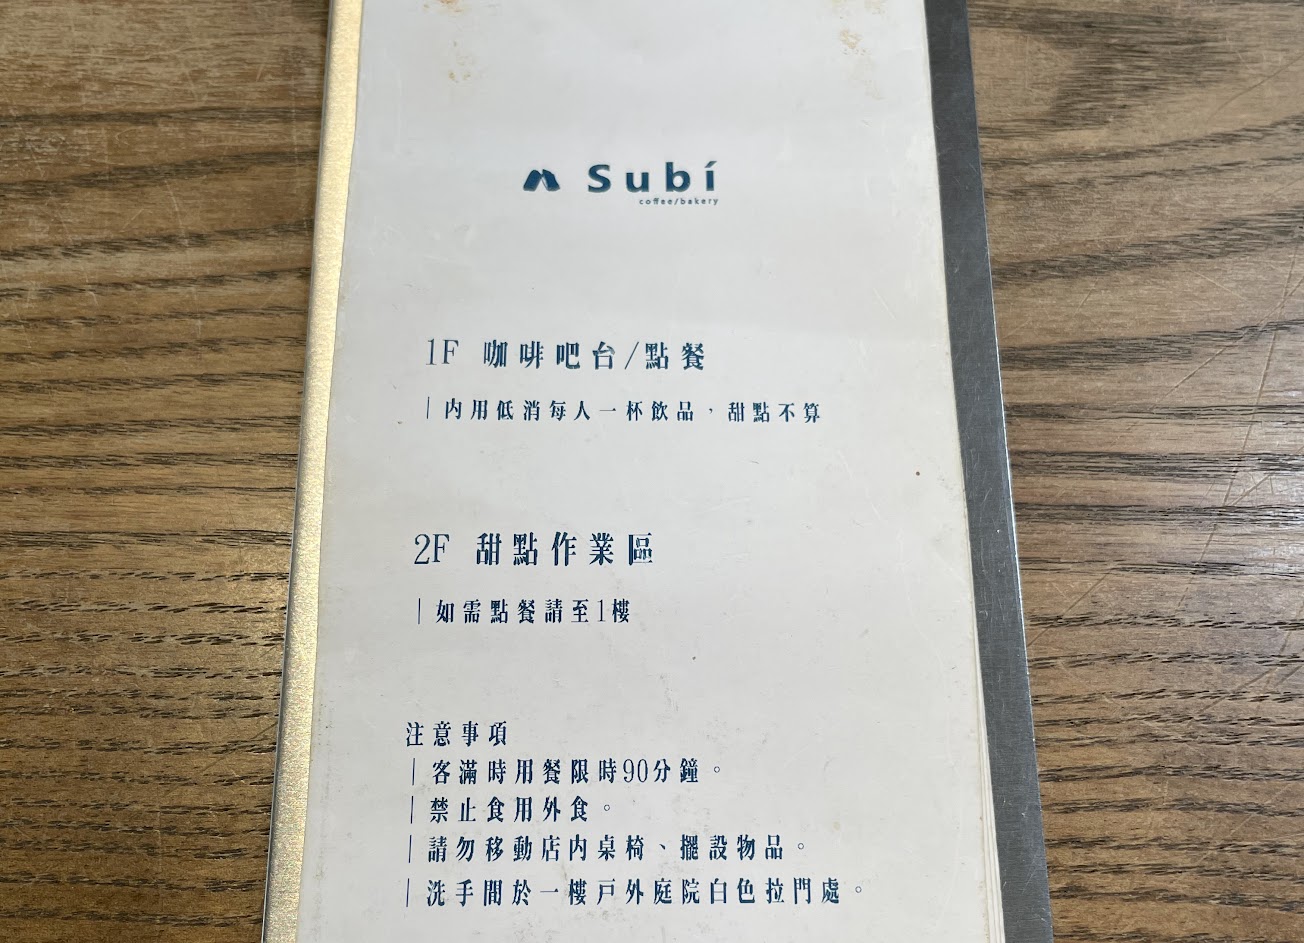 Subí
coffee/bakery
1F 咖啡吧台/點餐
|內用低消每人一杯飲品，甜點不算
2F 甜點作業區
|如需點餐請至1樓
注意事項
|客滿時用餐限時90分鐘。
|禁止食用外食。
|請勿移動店內桌椅、擺設物品。
|洗手間於一樓戶外庭院白色拉門處。